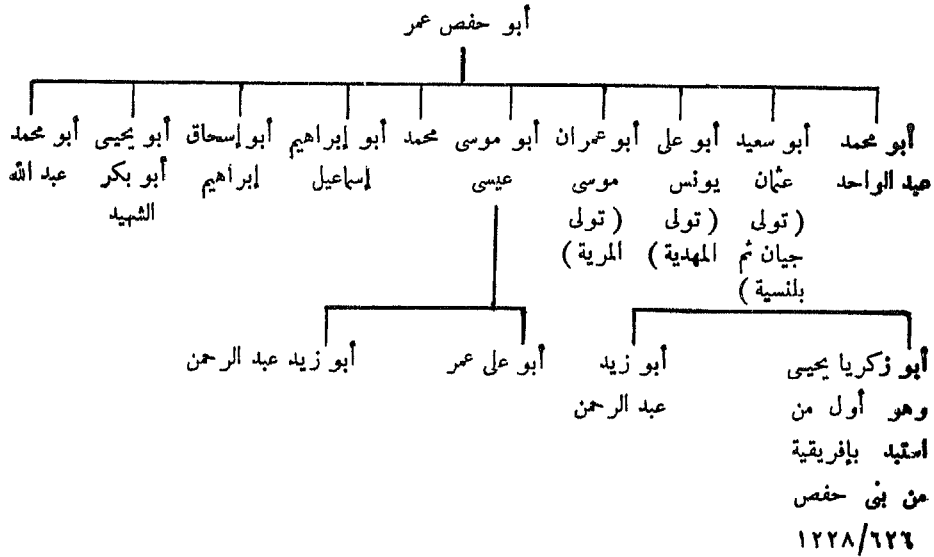 أبو حفص عمر
أبو محمد أبو سعيد أبو على أبو عمران أبو موسى محمد أبو إبراهيم أبو إسحاق أبو يحيى أبو محمد
عبد الواحد عثمان يونس موسى عيسى إسماعيل إبراهيم أبو بكر عبد الله
( تولى ( تولى ( تولى الشهيد
جيان ثم المهدية ) المرية )
بلنسية )
أبو زكريا يحيى أبو زيد أبو على عمر أبو زيد عبد الرحمن
وهو أول من عبد الرحمن
استبد بإفريقية
من بنى حفص
١٢٢٨/٦٢٦